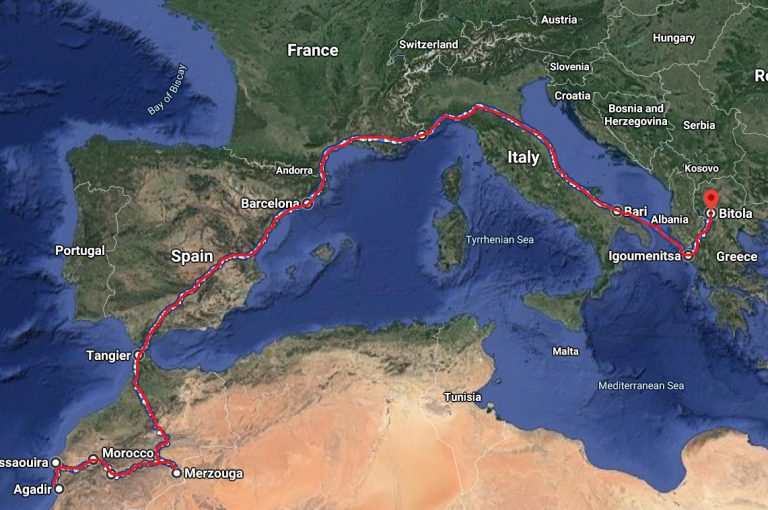 Austria
France
Switzerland
Hungary
Slovenia
Ro
Bay of Biscay
Croatia
Bosnia and
Herzegovina
Serbia
Italy
Andorra
Kosovo
Barcelona
Bari
Bitola
Albania
Portugal
Spain
Tyrrhenian Sea
Igoumenitsa
Greece
Tangier
Malta
Mediterranean Sea
Tunisia
Morocco
ssaouira
Merzouga
Agadir